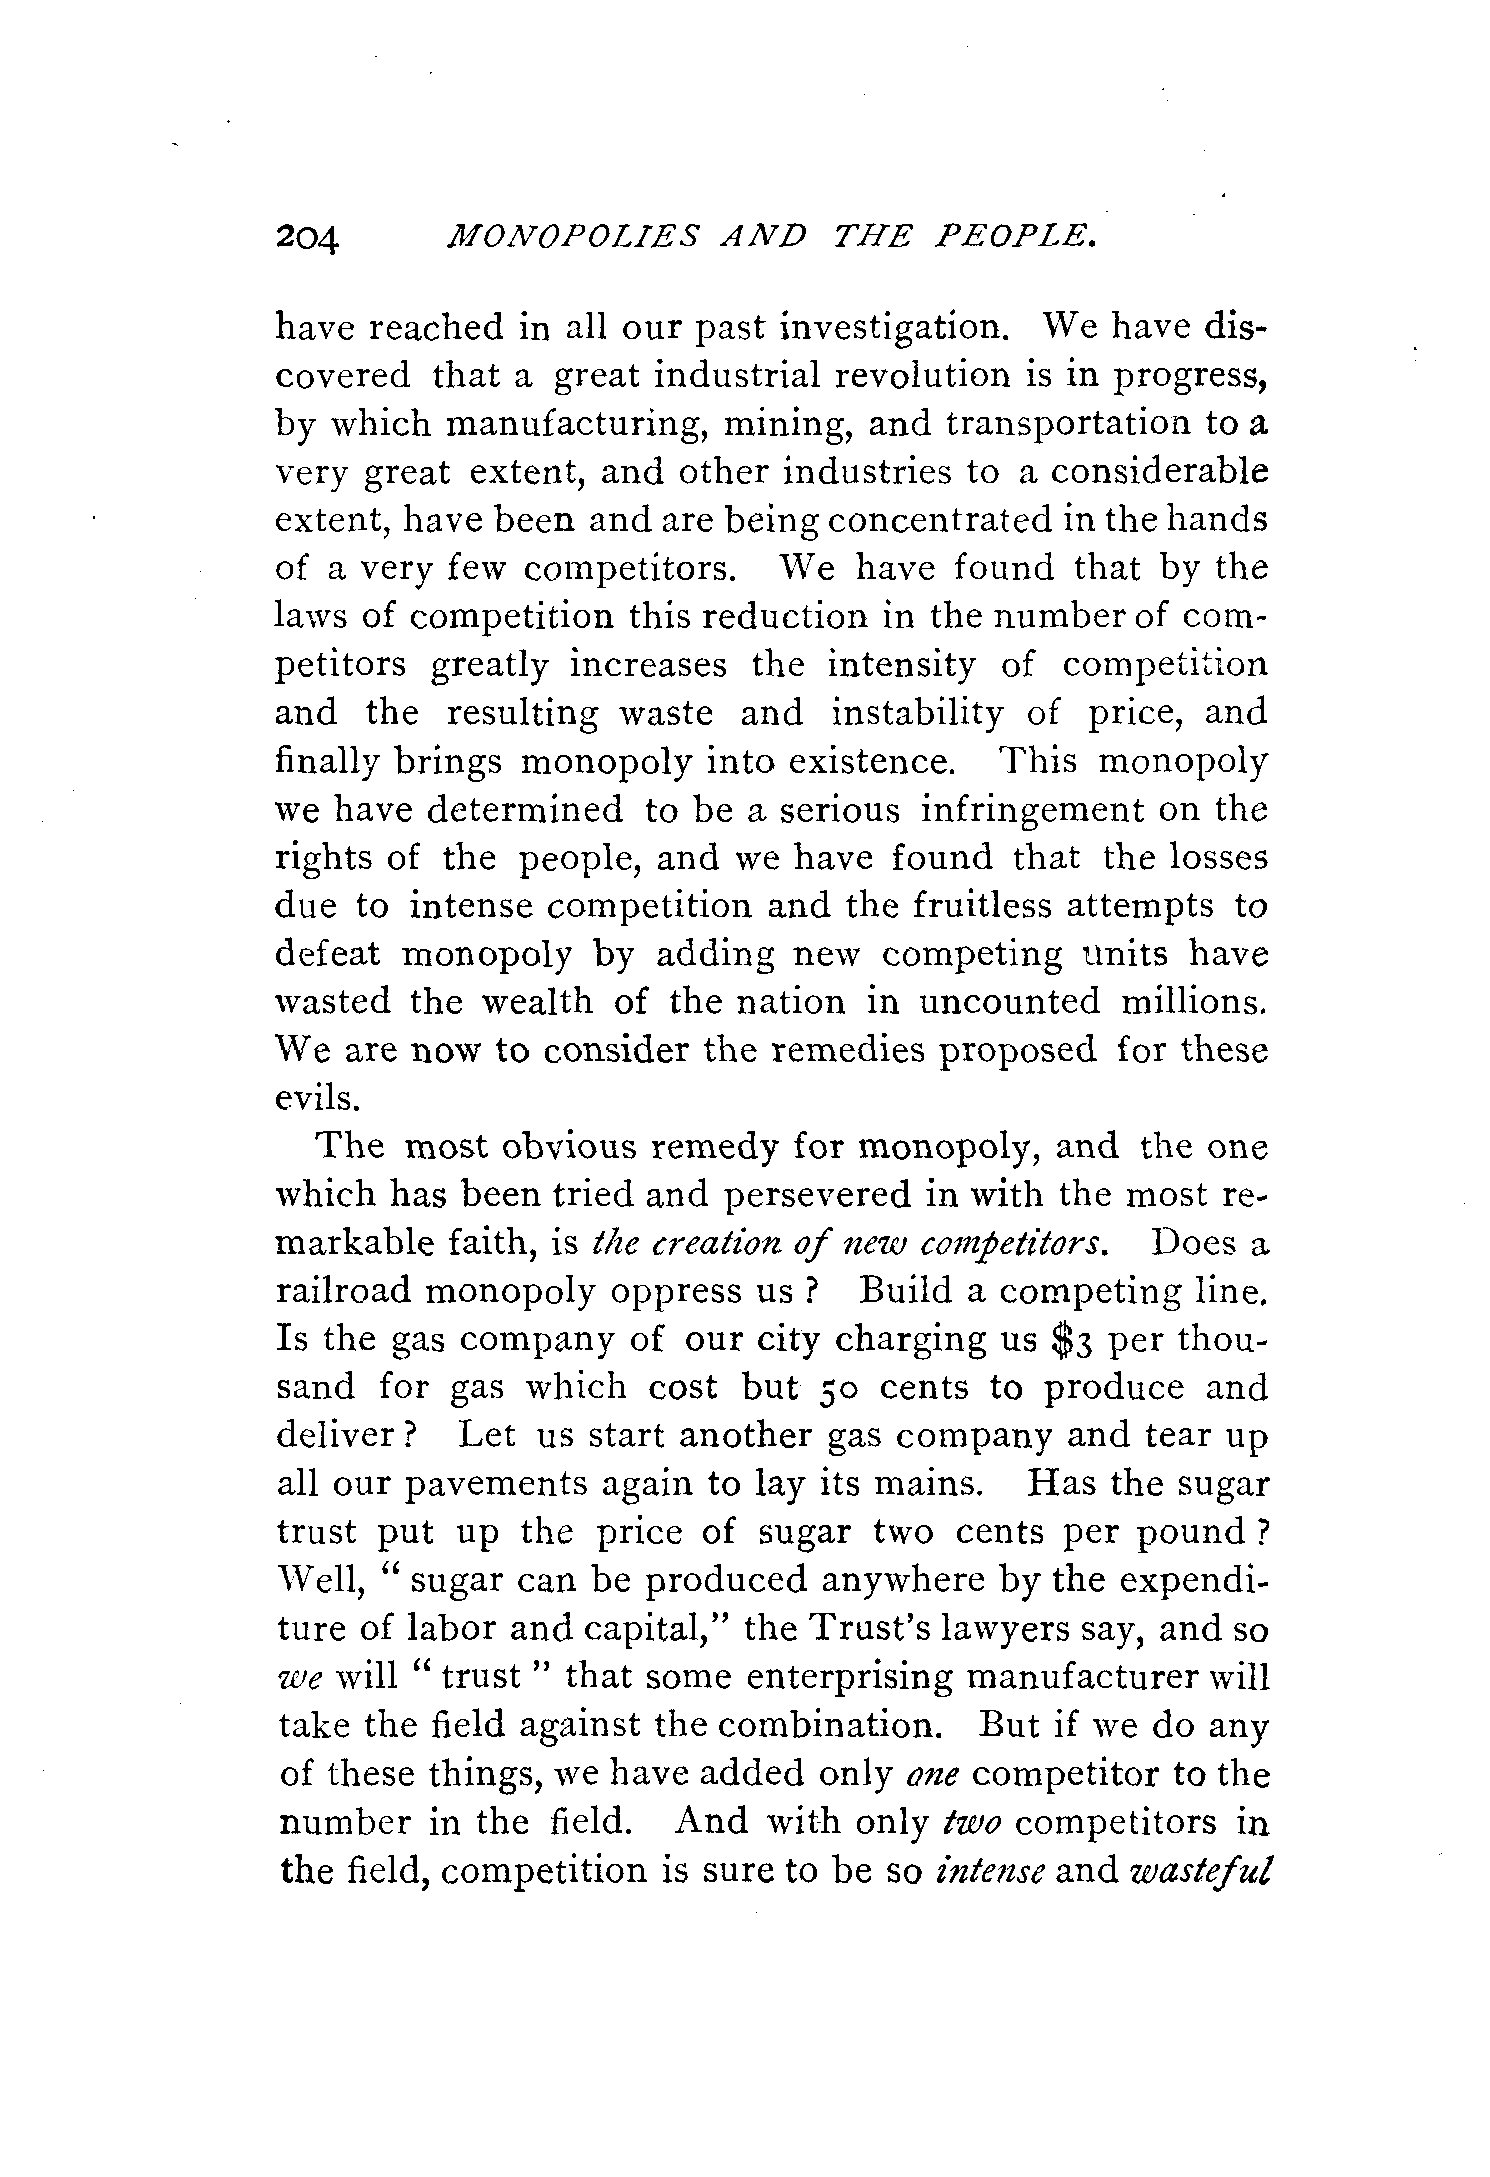 204 MONOPOLIES AND THE PEOPLE.
have reached in all our past investigation. We have dis-
covered that a great industrial revolution is in progress,
by which manufacturing, mining, and transportation to a
very great extent, and other industries to a considerable
extent, have been and are being concentrated in the hands
of a very few competitors. We have found that by the
laws of competition this reduction in the number of com-
petitors greatly increases the intensity of competition
and the resulting waste and instability of price, and
finally brings monopoly into existence. This monopoly
we have determined to be a serious infringement on the
rights of the people, and we have found that the losses
due to intense competition and the fruitless attempts to
defeat monopoly by adding new competing units have
wasted the wealth of the nation in uncounted millions.
We are now to consider the remedies proposed for these
evils.
The most obvious remedy for monopoly, and the one
which has been tried and persevered in with the most re-
markable faith, is the creation of new competitors. Does a
railroad monopoly oppress us ? Build a competing line.
Is the gas company of our city charging us $3 per thou-
sand for gas which cost but 50 cents to produce and
deliver ? Let us start another gas company and tear up
all our pavements again to lay its mains. Has the sugar
trust put up the price of sugar two cents per pound ?
Well, " sugar can be produced anywhere by the expendi-
ture of labor and capital," the Trust's lawyers say, and so
we will " trust " that some enterprising manufacturer will
take the field against the combination. But if we do any
of these things, we have added only one competitor to the
number in the field. And with only two competitors in
the field, competition is sure to be so intense and wasteful